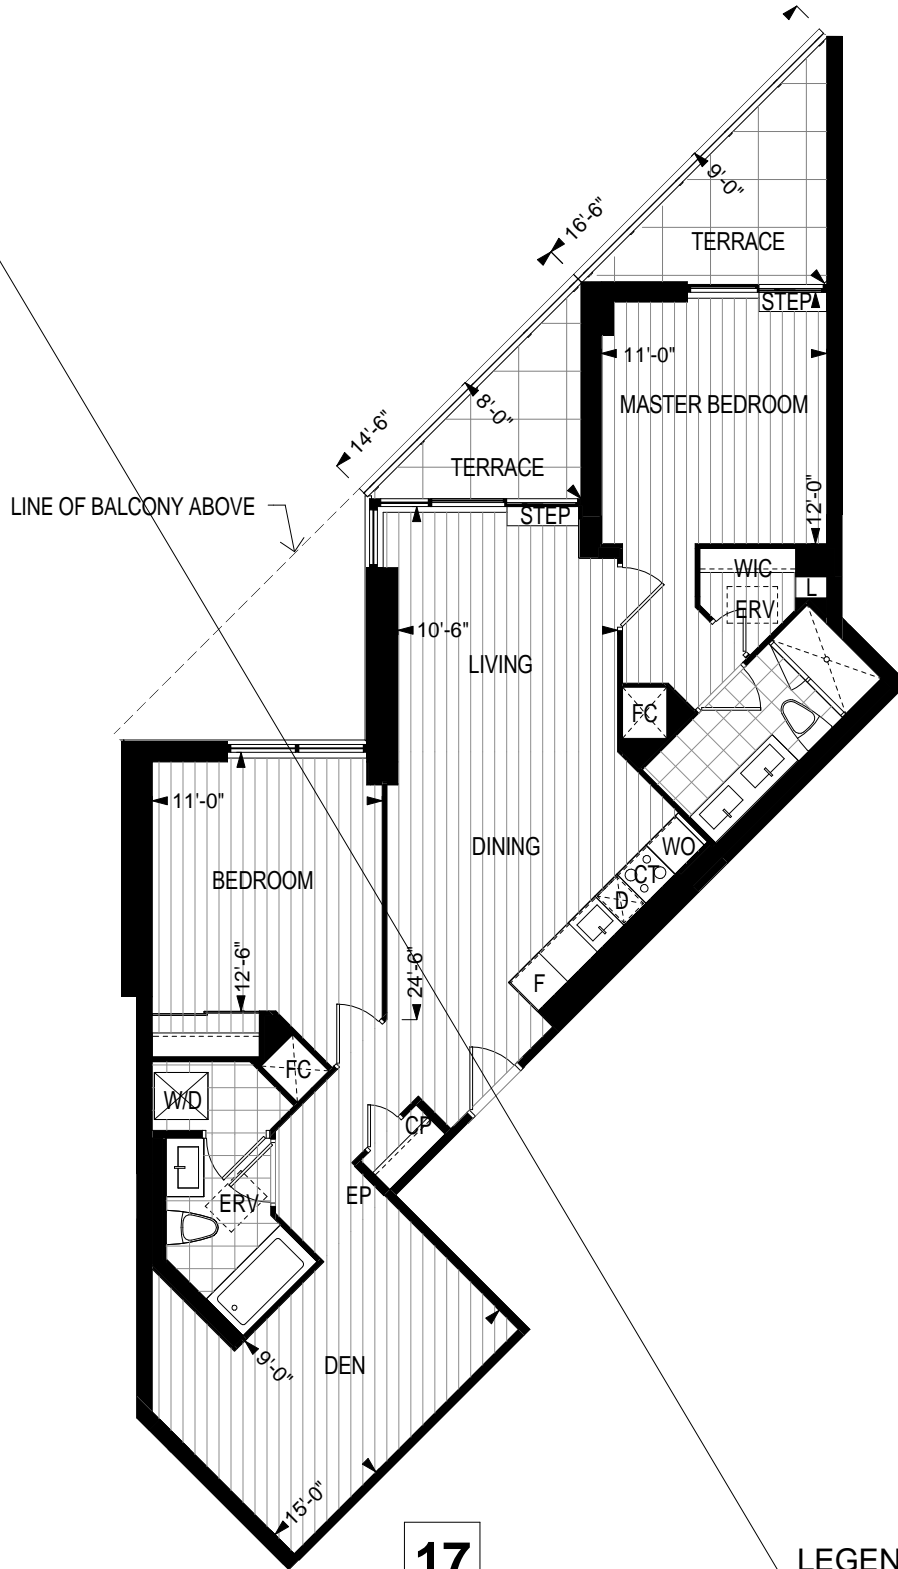 9'-0"
16'-6"
TERRACE
STEP
11'-0"
MASTER BEDROOM
8'-0"
14'-6"
TERRACE
LINE OF BALCONY ABOVE
STEP
12'-0"
WIC
L
ERV
10'-6"
LIVING
FC
11'-0"
DINING
WO
CT
D
BEDROOM
F
12'-6"
24'-6"
FC
W/D
CP
EP
ERV
9'-0"
DEN
15'-0"
17
LEGEN